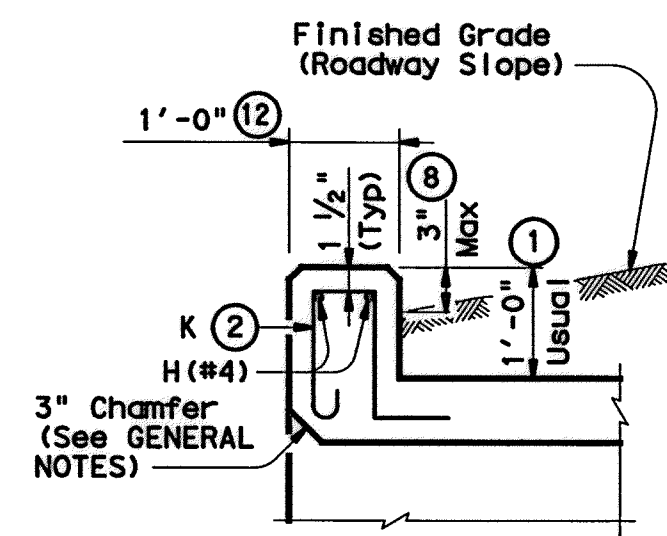 Finished Grade
(Roadway Slope)
1'-0" 12
1 ½"
(Typ)
8
3"
Max
1
1'-0"
Usual
K 2
H(#4)
3" Chamfer
(See GENERAL
NOTES)